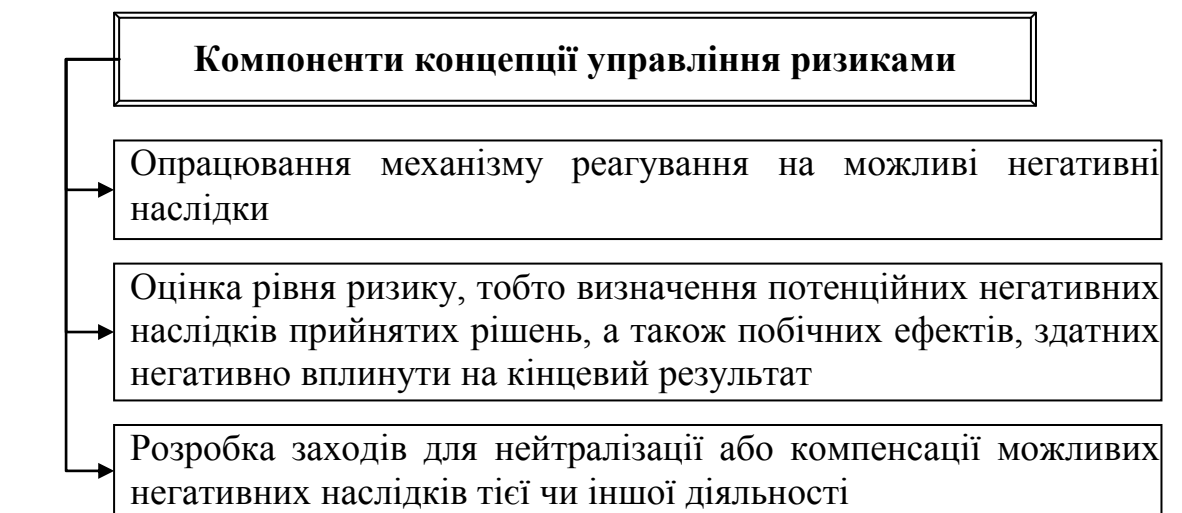 Компоненти концепції управління ризиками
Опрацювання механізму реагування на можливі негативні
наслідки
Оцінка рівня ризику, тобто визначення потенційних негативних
наслідків прийнятих рішень, а також побічних ефектів, здатних
негативно вплинути на кінцевий результат
Розробка заходів для нейтралізації або компенсації можливих
негативних наслідків тієї чи іншої діяльності